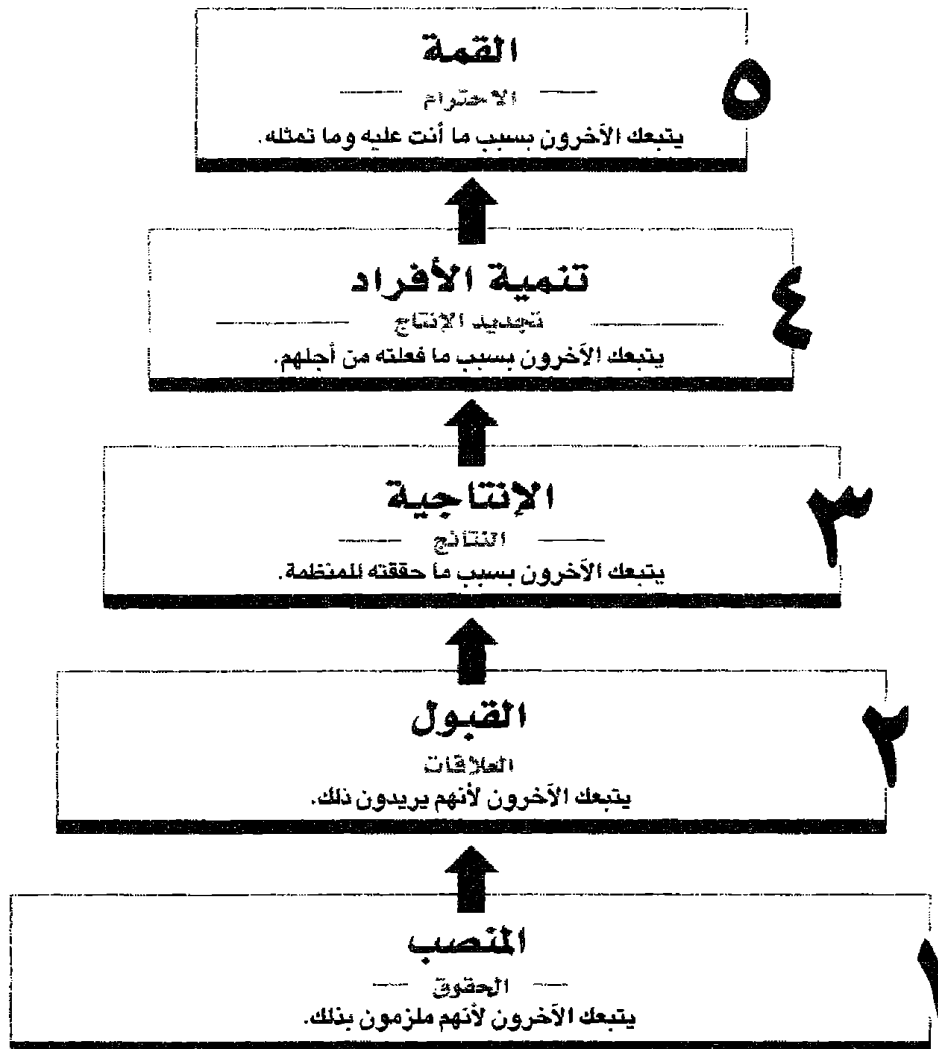 القمة
٥
الاحترام
يتبعك الآخرون بسبب ما أنت عليه وما تمثله.
تنمية الأفراد
٤
تجديد الإنتاج
يتبعك الآخرون بسبب ما فعلته من أجلهم.
الإنتاجية
٣
النتائج
يتبعك الآخرون بسبب ما حققته للمنظمة.
القبول
٢
العلاقات
يتبعك الآخرون لأنهم يريدون ذلك.
المنصب
١
الحقوق
يتبعك الآخرون لأنهم ملزمون بذلك.